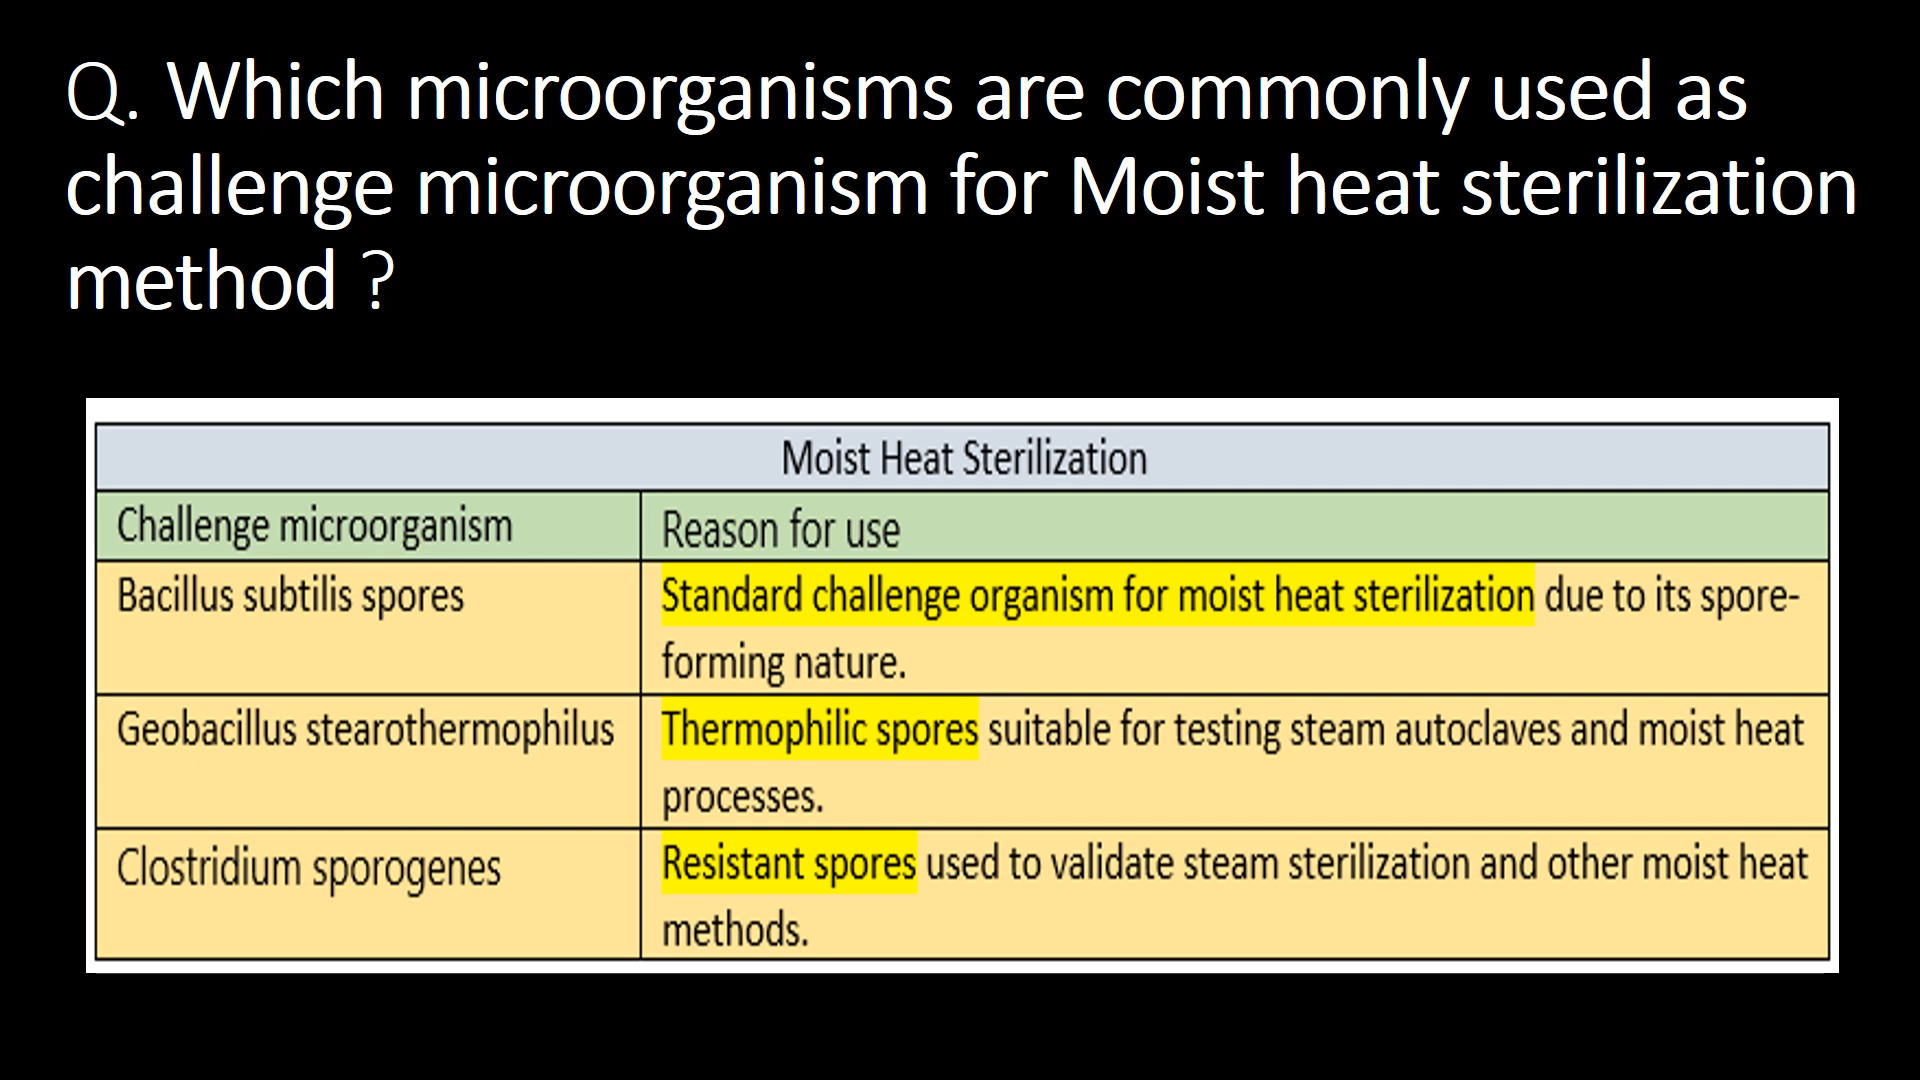 Q. Which microorganisms are commonly used as
challenge microorganism for Moist heat sterilization
method ?
Moist Heat Sterilization
Challenge microorganism
Reason for use
Bacillus subtilis spores
Standard challenge organism for moist heat sterilization due to its spore-
forming nature.
Geobacillus stearothermophilus
Thermophilic spores suitable for testing steam autoclaves and moist heat
processes.
Clostridium sporogenes
Resistant spores used to validate steam sterilization and other moist heat
methods.